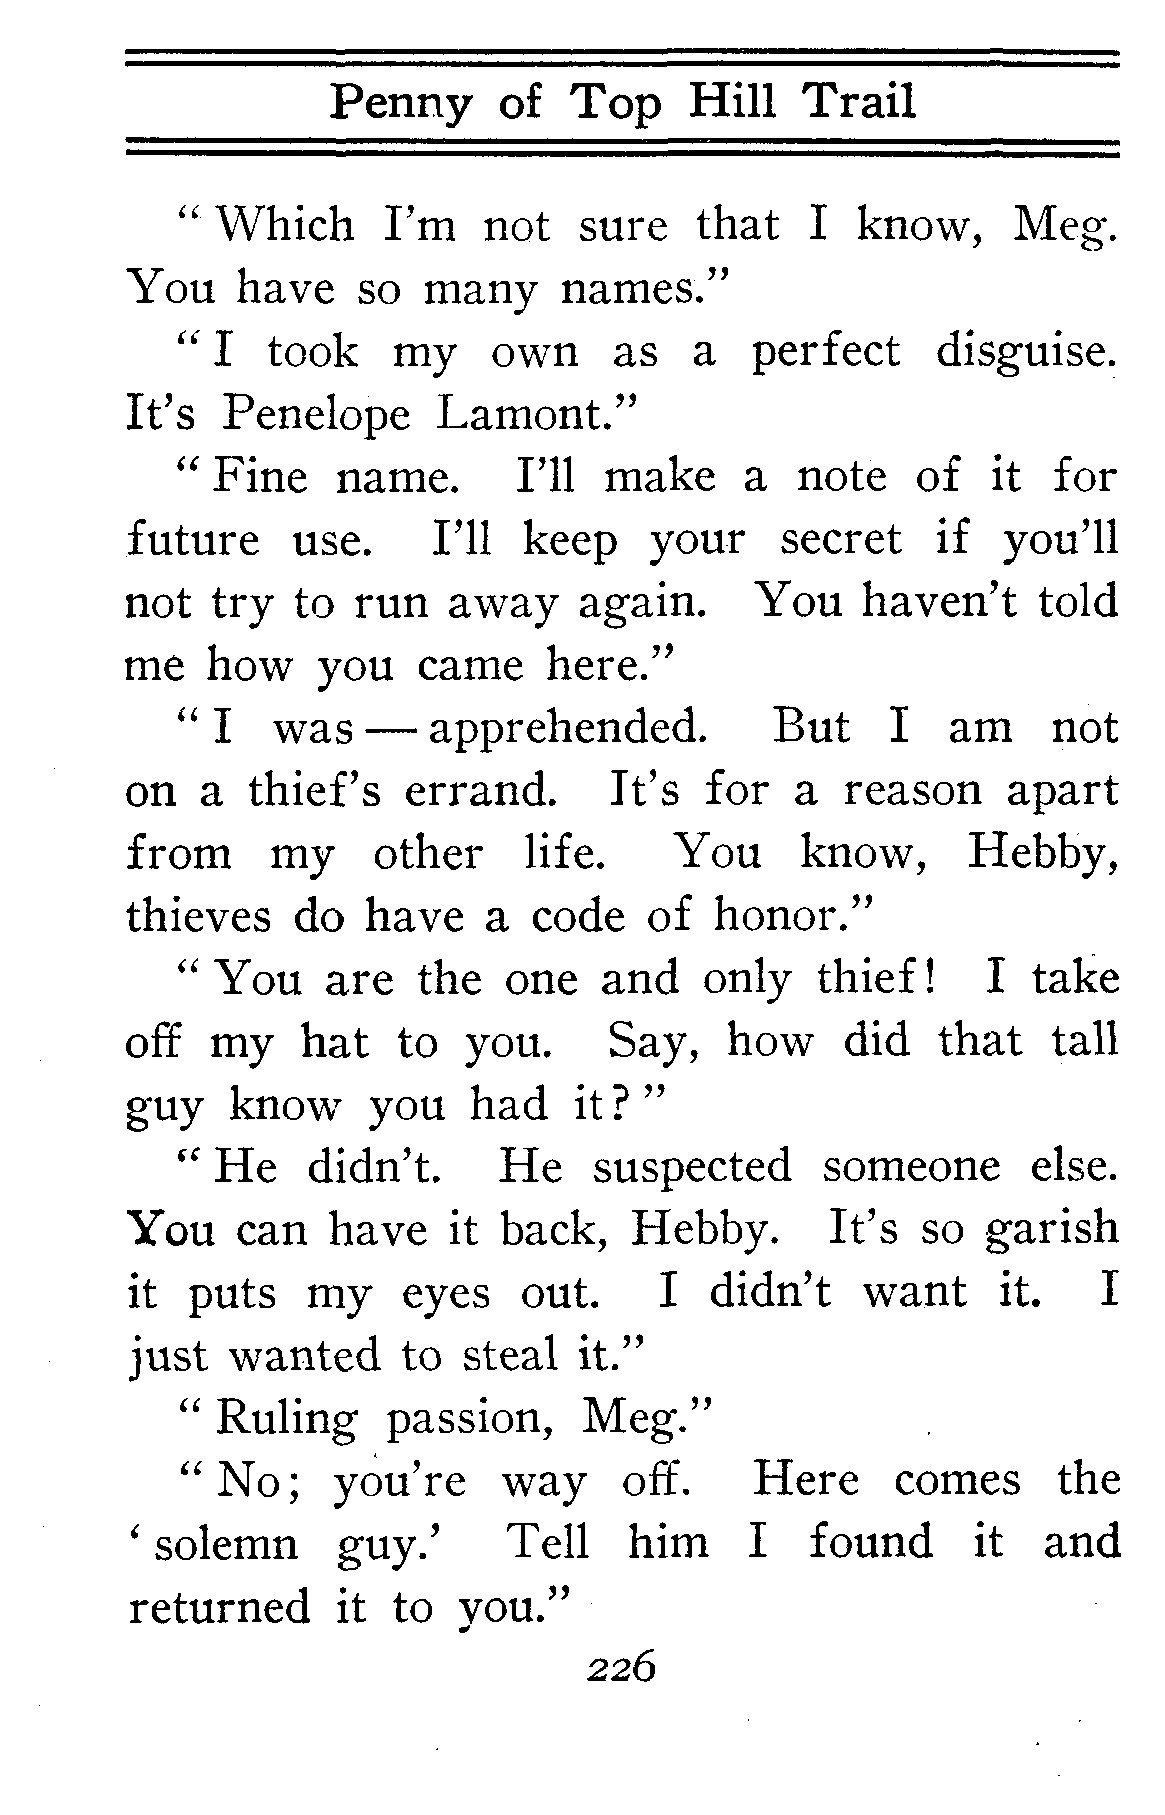 Penny of Top Hill Trail
“Which I’m not sure that I know, Meg.
You have so many names.”
“I took my own as a perfect disguise.
It’s Penelope Lamont.”
“Fine name. I’ll make a note of it for
future use. I’ll keep your secret if you’ll
not try to run away again. You haven’t told
me how you came here.”
“I was — apprehended. But I am not
on a thief’s errand. It’s for a reason apart
from my other life. You know, Hebby,
thieves do have a code of honor.”
“You are the one and only thief! I take
off my hat to you. Say, how did that tall
guy know you had it?”
“He didn’t. He suspected someone else.
You can have it back, Hebby. It’s so garish
it puts my eyes out. I didn’t want it. I
just wanted to steal it.”
“Ruling passion, Meg.”
“No; you’re way off. Here comes the
‘solemn guy.’ Tell him I found it and
returned it to you.”
226